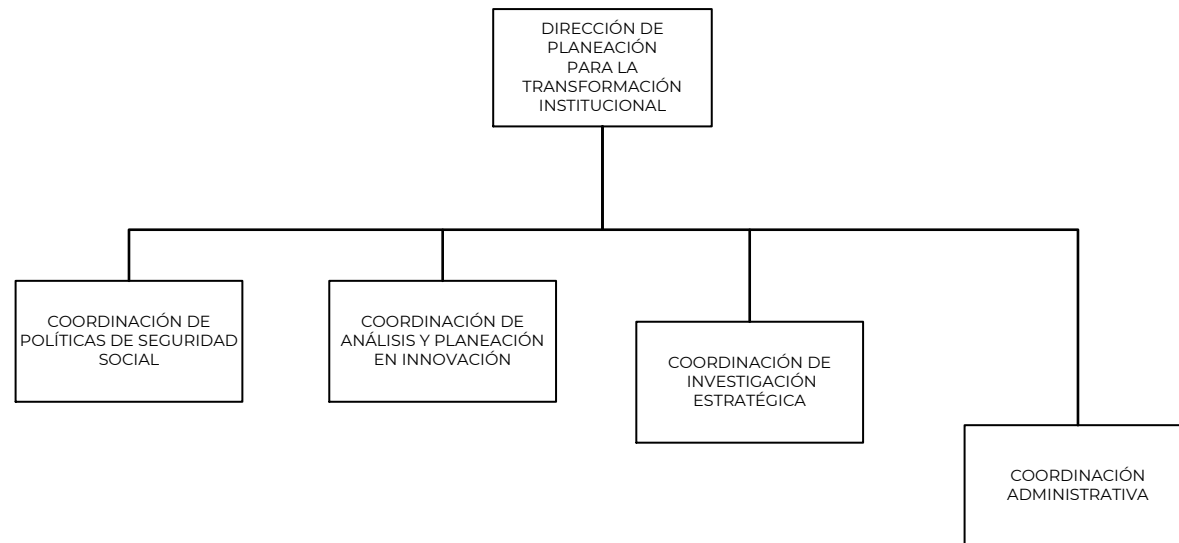 DIRECCIÓN DE
PLANEACIÓN
PARA LA
TRANSFORMACIÓN
INSTITUCIONAL
COORDINACIÓN DE
POLÍTICAS DE SEGURIDAD
SOCIAL
COORDINACIÓN DE
ANÁLISIS Y PLANEACIÓN
EN INNOVACIÓN
COORDINACIÓN DE
INVESTIGACIÓN
ESTRATÉGICA
COORDINACIÓN
ADMINISTRATIVA